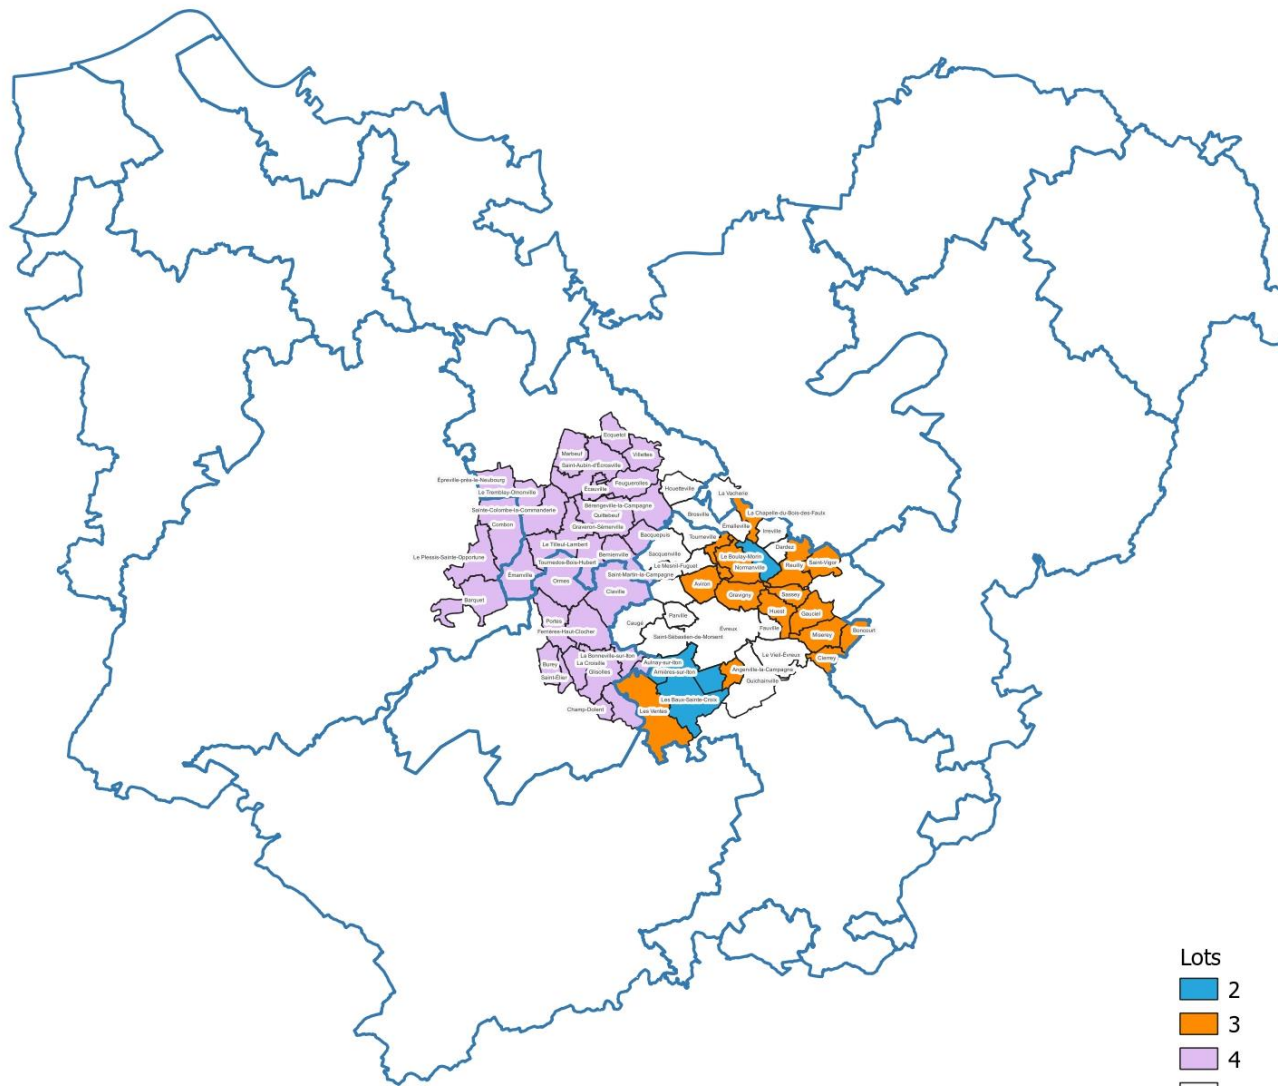 Ecquetot
Marbeuf
Villettes
Saint-Aubin-d'Écrosville
Épreville-près-le-Neubourg
Feuguerolles
Houetteville
La Vacherie
Le Tremblay-Omonville
Écauville
Bérengeville-la-Campagne
Sainte-Colombe-la-Commanderie
Quittebeuf
Brosville
La Chapelle-du-Bois-des-Faulx
Combon
Graveron-Sémerville
Émalleville
Irreville
Bacquepuis
Tourneville
Le Tilleul-Lambert
Dardez
Le Plessis-Sainte-Opportune
Bernienville
Sacquenville
Le Boulay-Morin
Tournedos-Bois-Hubert
Le Mesnil-Fuguet
Normanville
Reuilly
Saint-Vigor
Émanville
Ormes
Saint-Martin-la-Campagne
Aviron
Claville
Gravigny
Sassey
Barquet
Huest
Gauciel
Portes
Caugé
Parville
Évreux
Fauville
Boncourt
Ferrières-Haut-Clocher
Saint-Sébastien-de-Morsent
Miserey
La Bonneville-sur-Iton
Le Vieil-Évreux
Cierrey
Burey
La Croisille
Aulnay-sur-Iton
Glisolles
Arnières-sur-Iton
Angerville-la-Campagne
Saint-Élier
Guichainville
Les Baux-Sainte-Croix
Champ-Dolent
Les Ventes
Lots
2
3
4